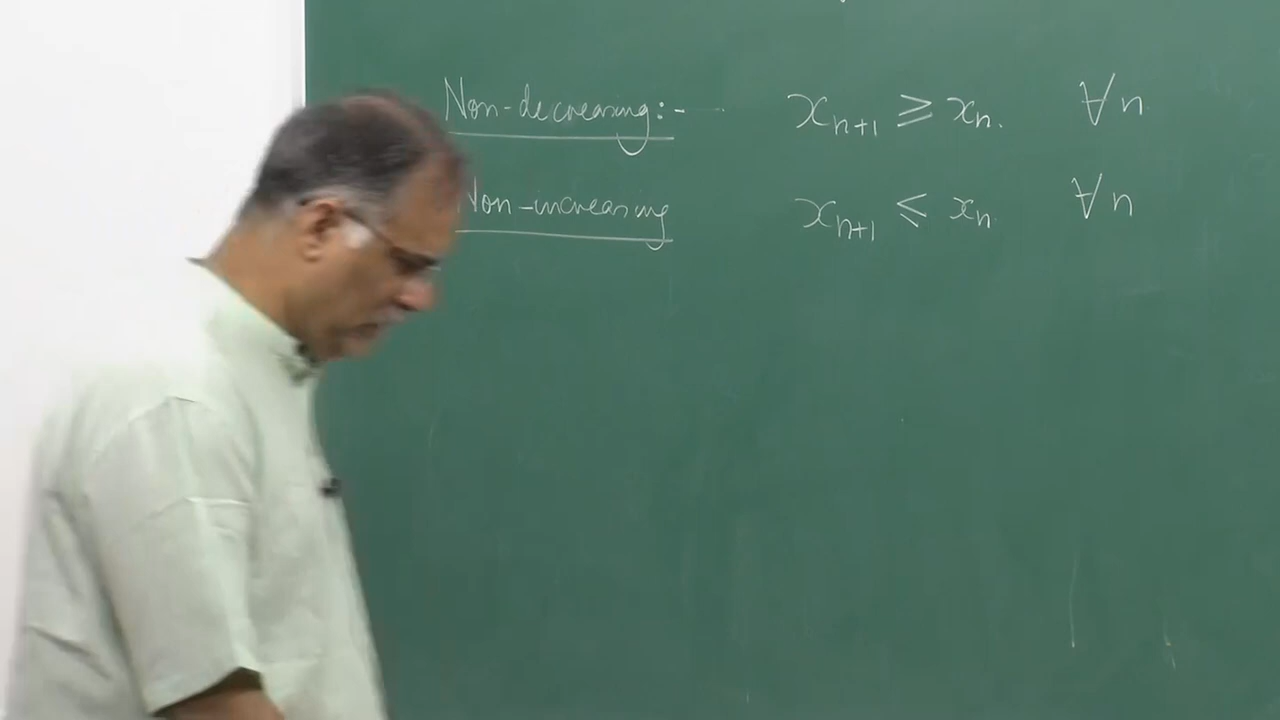 Non-decreasing:- xₙ₊₁ ⩾ xₙ. ∀n
Non-increasing xₙ₊₁ ⩽ xₙ ∀n